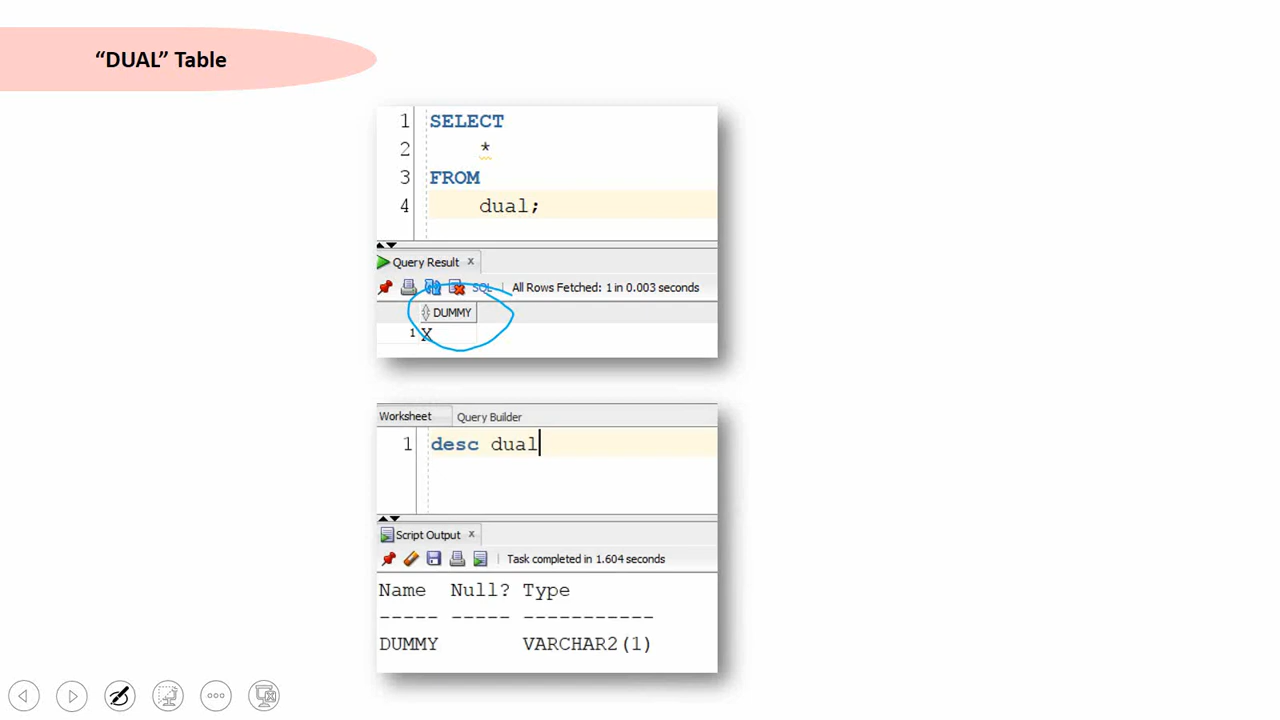 “DUAL” Table
1 SELECT
2 *
3 FROM
4 dual;
Query Result x
SQL | All Rows Fetched: 1 in 0.003 seconds
DUMMY
1 X
Worksheet Query Builder
1 desc dual
Script Output x
| Task completed in 1.604 seconds
Name Null? Type
----- ----- -----------
DUMMY VARCHAR2(1)